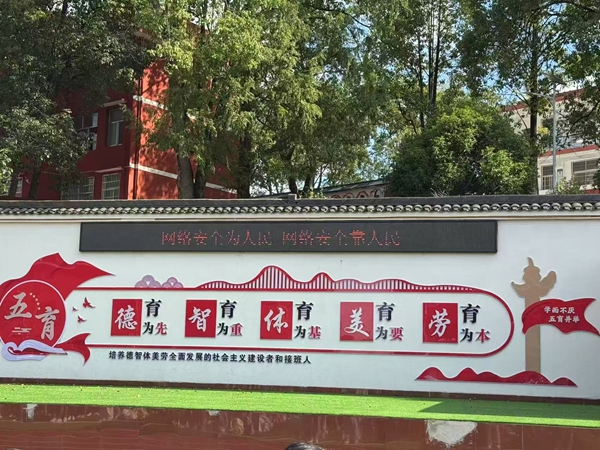 网络安全为人民 网络安全靠人民
五育
德育为先
智育为重
体育为基
美育为要
劳育为本
学而不厌
五育并举
培养德智体美劳全面发展的社会主义建设者和接班人